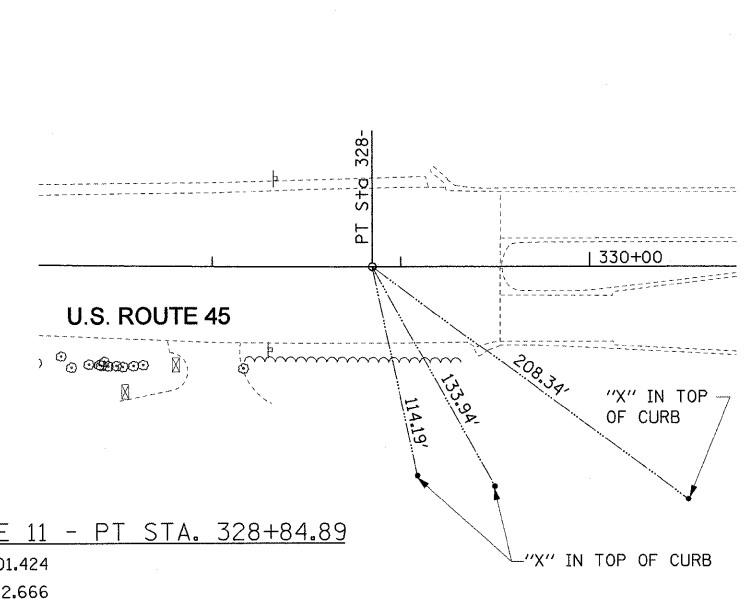 PT Sta 328-
330+00
U.S. ROUTE 45
208.34'
133.94'
114.19'
"X" IN TOP
OF CURB
E 11 - PT STA. 328+84.89
01.424
2.666
"X" IN TOP OF CURB